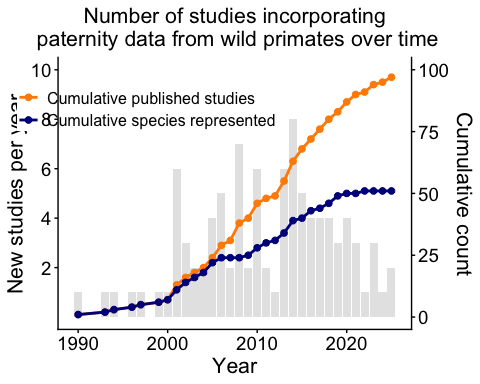 Number of studies incorporating
paternity data from wild primates over time
10
8
6
4
2
New studies per year
Cumulative published studies
Cumulative species represented
100
75
50
25
0
Cumulative count
1990
2000
2010
2020
Year